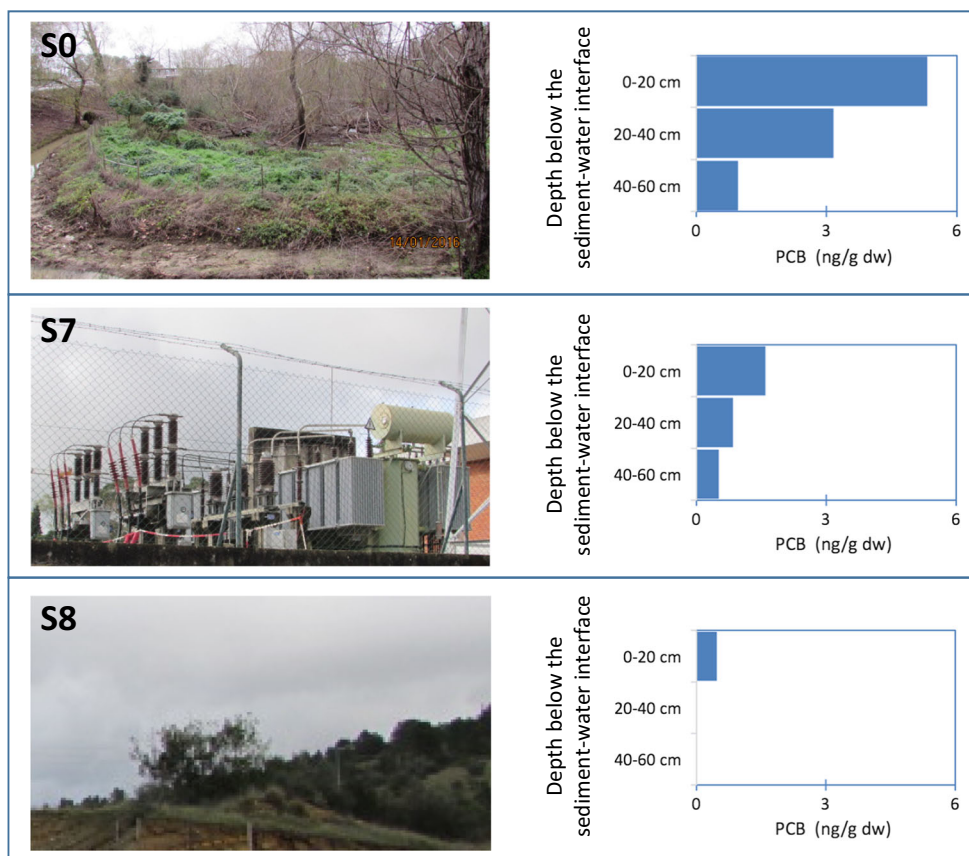 S0
14/01/2016
Depth below the
sediment-water interface
0-20 cm
20-40 cm
40-60 cm
0
3
6
PCB (ng/g dw)
S7
Depth below the
sediment-water interface
0-20 cm
20-40 cm
40-60 cm
0
3
6
PCB (ng/g dw)
S8
Depth below the
sediment-water interface
0-20 cm
20-40 cm
40-60 cm
0
3
6
PCB (ng/g dw)